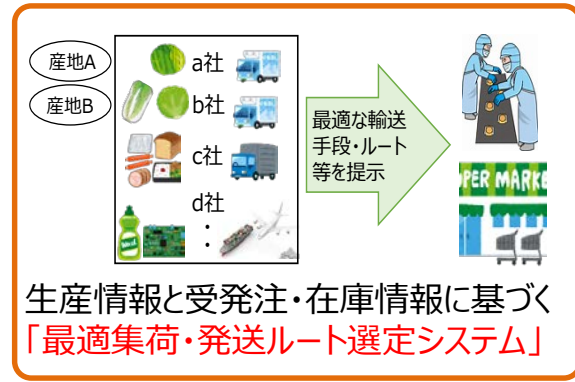 産地A
産地B
a社
b社
c社
d社
:
最適な輸送
手段・ルート
等を提示
PER MARKE
生産情報と受発注・在庫情報に基づく
「最適集荷・発送ルート選定システム」